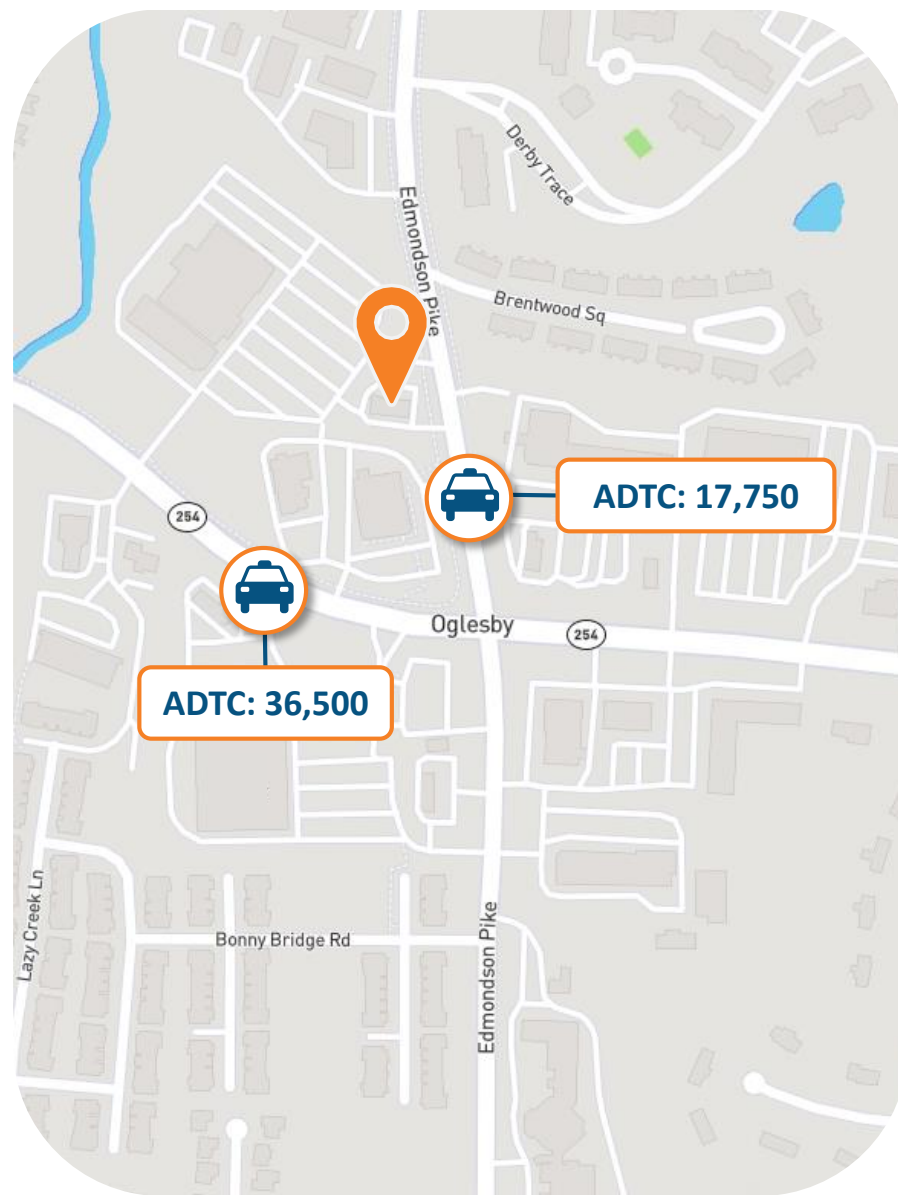 Derby Trace
Edmondson Pike
Brentwood Sq
ADTC: 17,750
254
Oglesby
254
ADTC: 36,500
Lazy Creek Ln
Bonny Bridge Rd
Edmondson Pike